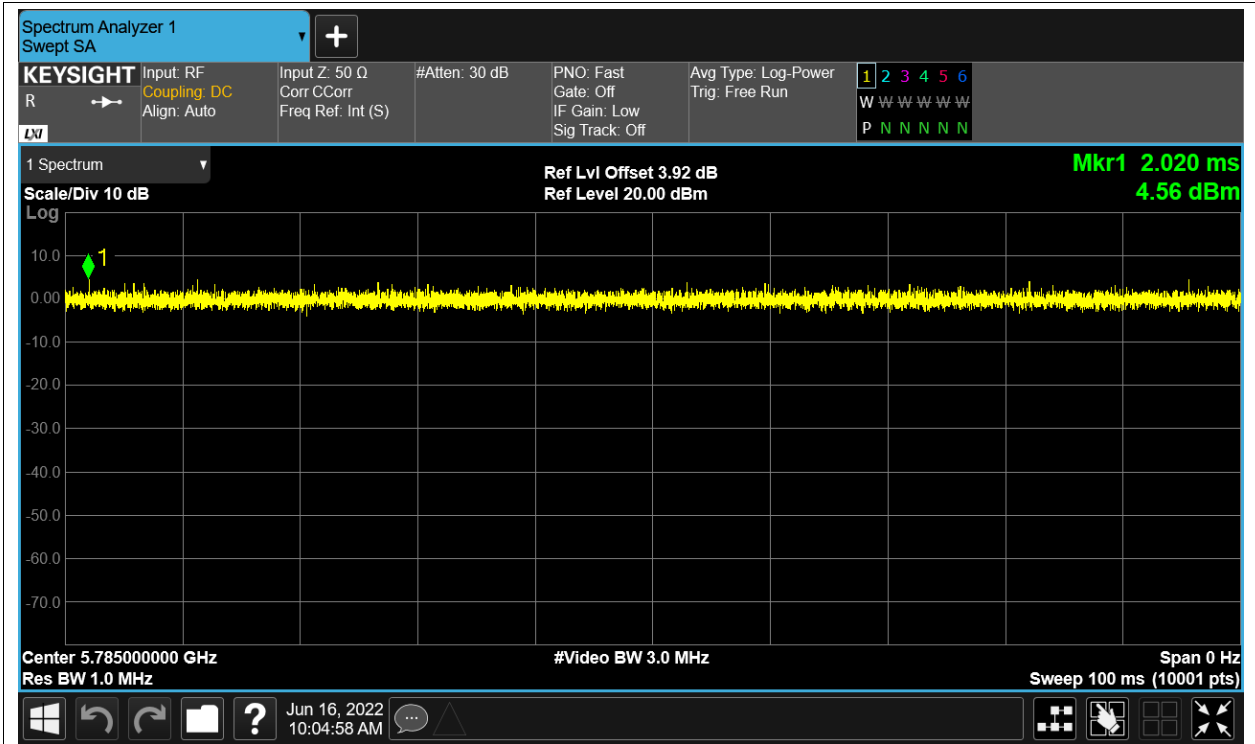 Spectrum Analyzer 1
Swept SA
KEYSIGHT Input: RF Input Z: 50 Ω #Atten: 30 dB PNO: Fast Avg Type: Log-Power 1 2 3 4 5 6
R Coupling: DC Corr CCorr Gate: Off Trig: Free Run W W W W W W
Align: Auto Freq Ref: Int (S) IF Gain: Low
LXI Sig Track: Off P N N N N N
1 Spectrum Ref Lvl Offset 3.92 dB Mkr1 2.020 ms
Scale/Div 10 dB Ref Level 20.00 dBm 4.56 dBm
Log
10.0
1
0.00
-10.0
-20.0
-30.0
-40.0
-50.0
-60.0
-70.0
Center 5.785000000 GHz #Video BW 3.0 MHz Span 0 Hz
Res BW 1.0 MHz Sweep 100 ms (10001 pts)
? Jun 16, 2022
10:04:58 AM